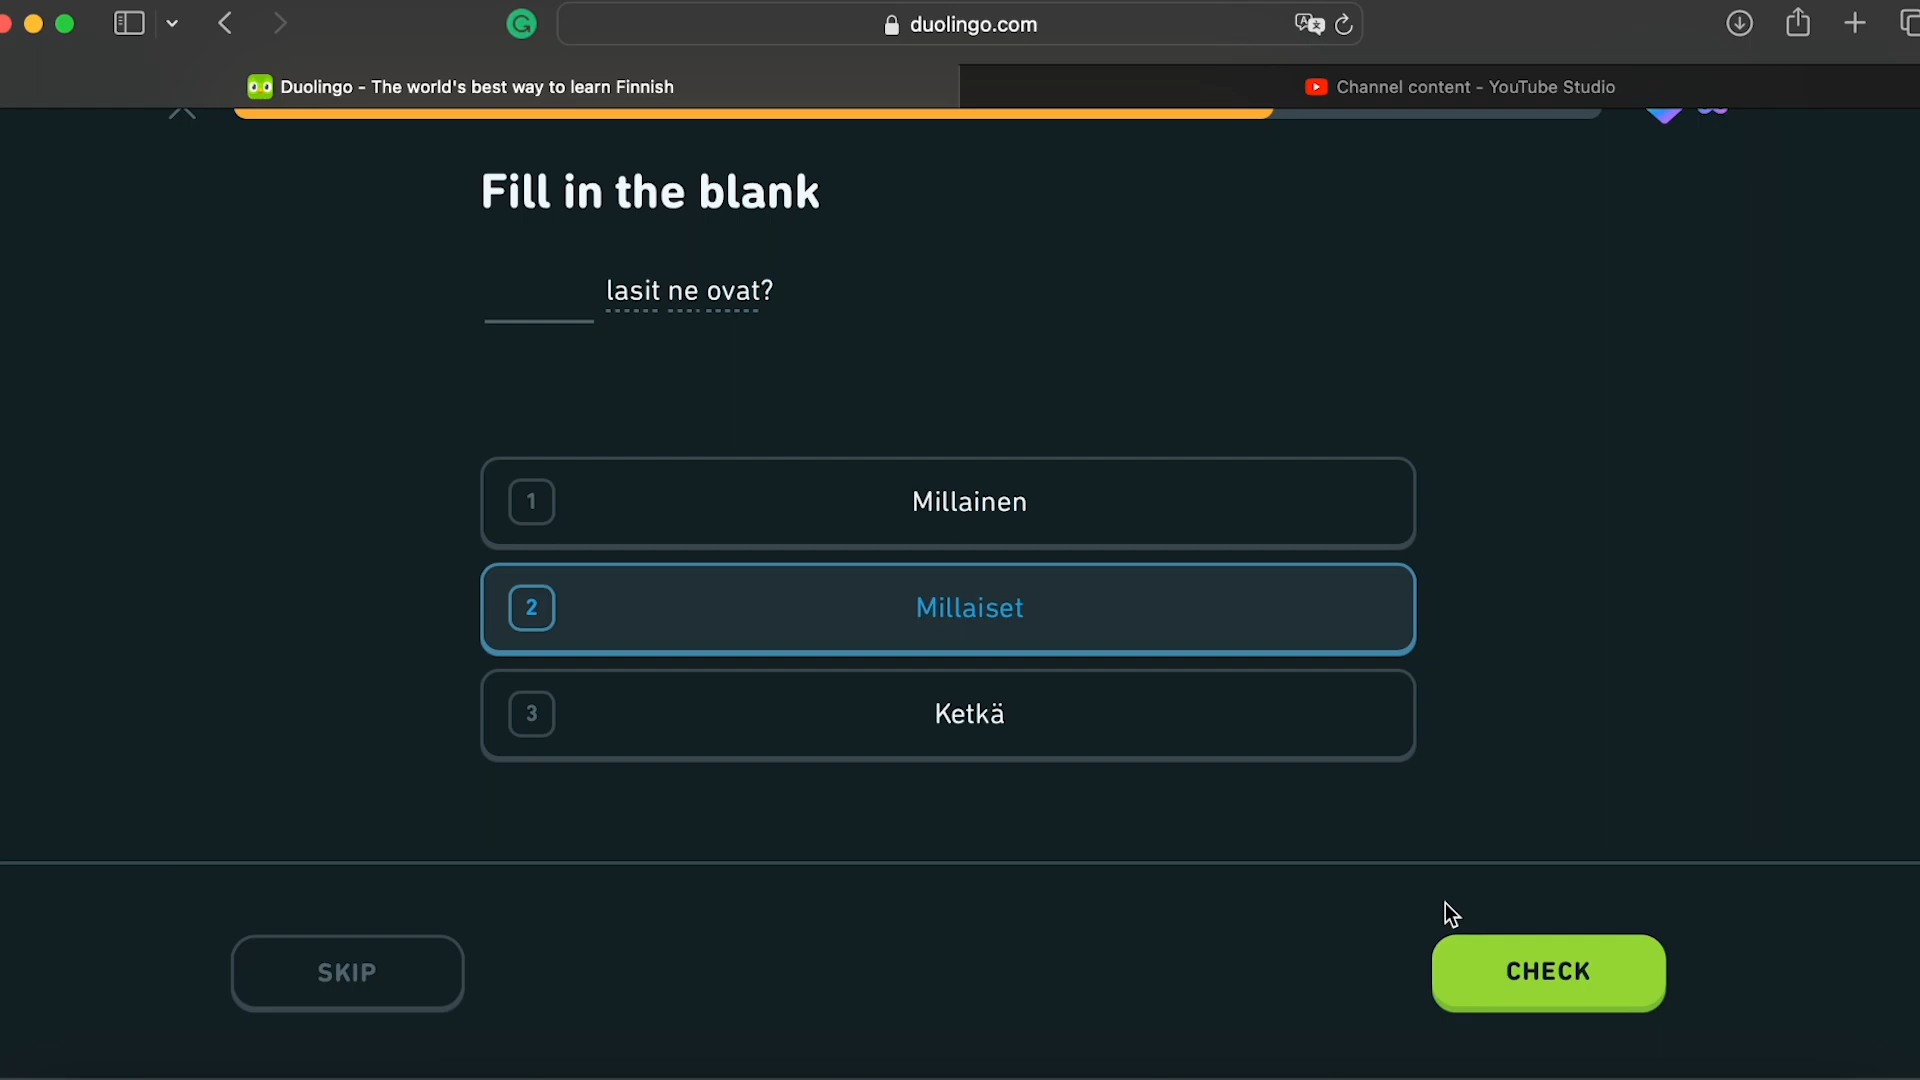 duolingo.com
Duolingo - The world's best way to learn Finnish
Channel content - YouTube Studio
Fill in the blank
lasit ne ovat?
1 Millainen
2 Millaiset
3 Ketkä
SKIP
CHECK